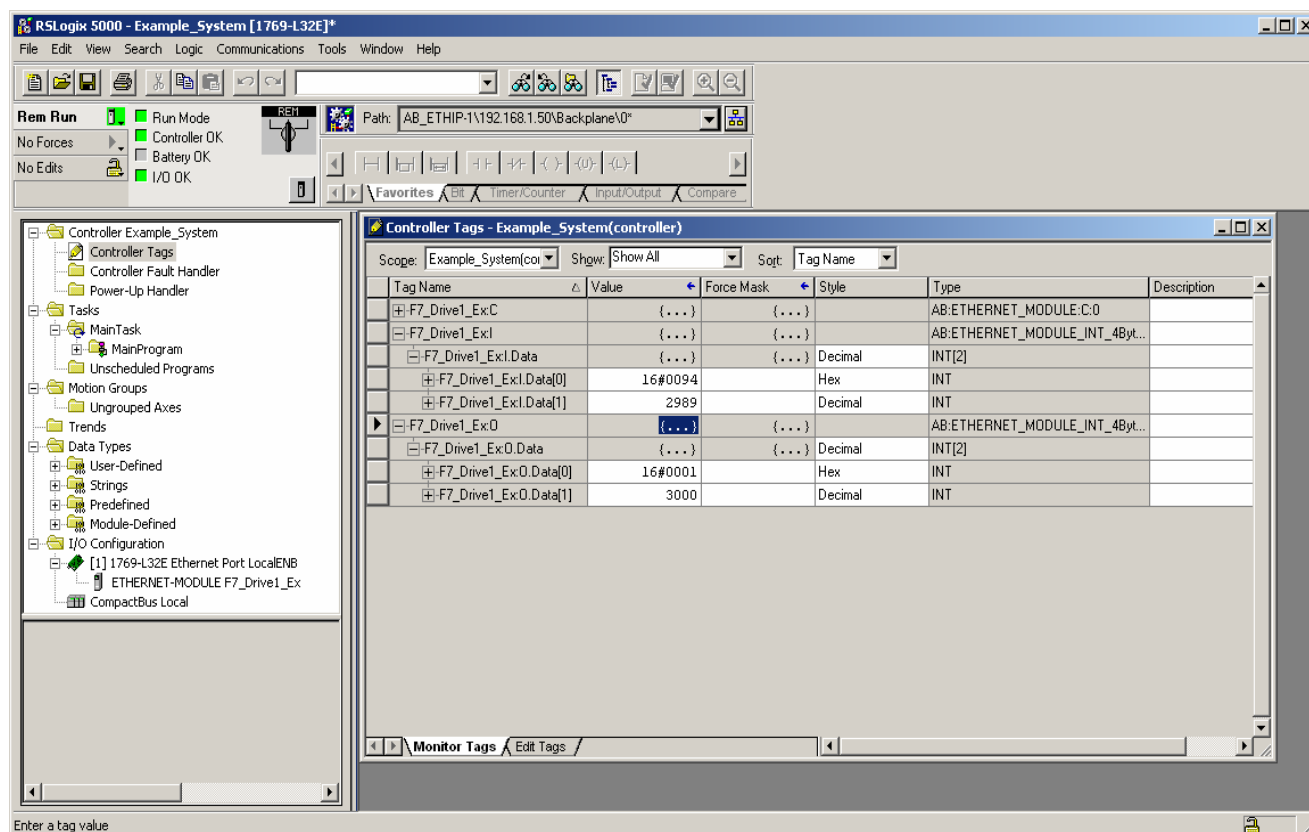 RSLogix 5000 - Example_System [1769-L32E]*
File Edit View Search Logic Communications Tools Window Help
Rem Run
No Forces
No Edits
Run Mode
Controller OK
Battery OK
I/O OK
REM
Path: AB_ETHIP-1\192.168.1.50\Backplane\0*
Favorites Bit Timer/Counter Input/Output Compare
Controller Example_System
Controller Tags
Controller Fault Handler
Power-Up Handler
Tasks
MainTask
MainProgram
Unscheduled Programs
Motion Groups
Ungrouped Axes
Trends
Data Types
User-Defined
Strings
Predefined
Module-Defined
I/O Configuration
[1] 1769-L32E Ethernet Port LocalENB
ETHERNET-MODULE F7_Drive1_Ex
CompactBus Local
Controller Tags - Example_System(controller)
Scope: Example_System(co Show: Show All Sort: Tag Name
Tag Name Value Force Mask Style Type Description
F7_Drive1_Ex:C {...} {...} AB:ETHERNET_MODULE:C:0
F7_Drive1_Ex:I {...} {...} AB:ETHERNET_MODULE_INT_4Byt...
F7_Drive1_Ex:I.Data {...} {...} Decimal INT[2]
F7_Drive1_Ex:I.Data[0] 16#0094 Hex INT
F7_Drive1_Ex:I.Data[1] 2989 Decimal INT
F7_Drive1_Ex:O {...} {...} AB:ETHERNET_MODULE_INT_4Byt...
F7_Drive1_Ex:O.Data {...} {...} Decimal INT[2]
F7_Drive1_Ex:O.Data[0] 16#0001 Hex INT
F7_Drive1_Ex:O.Data[1] 3000 Decimal INT
Monitor Tags Edit Tags
Enter a tag value